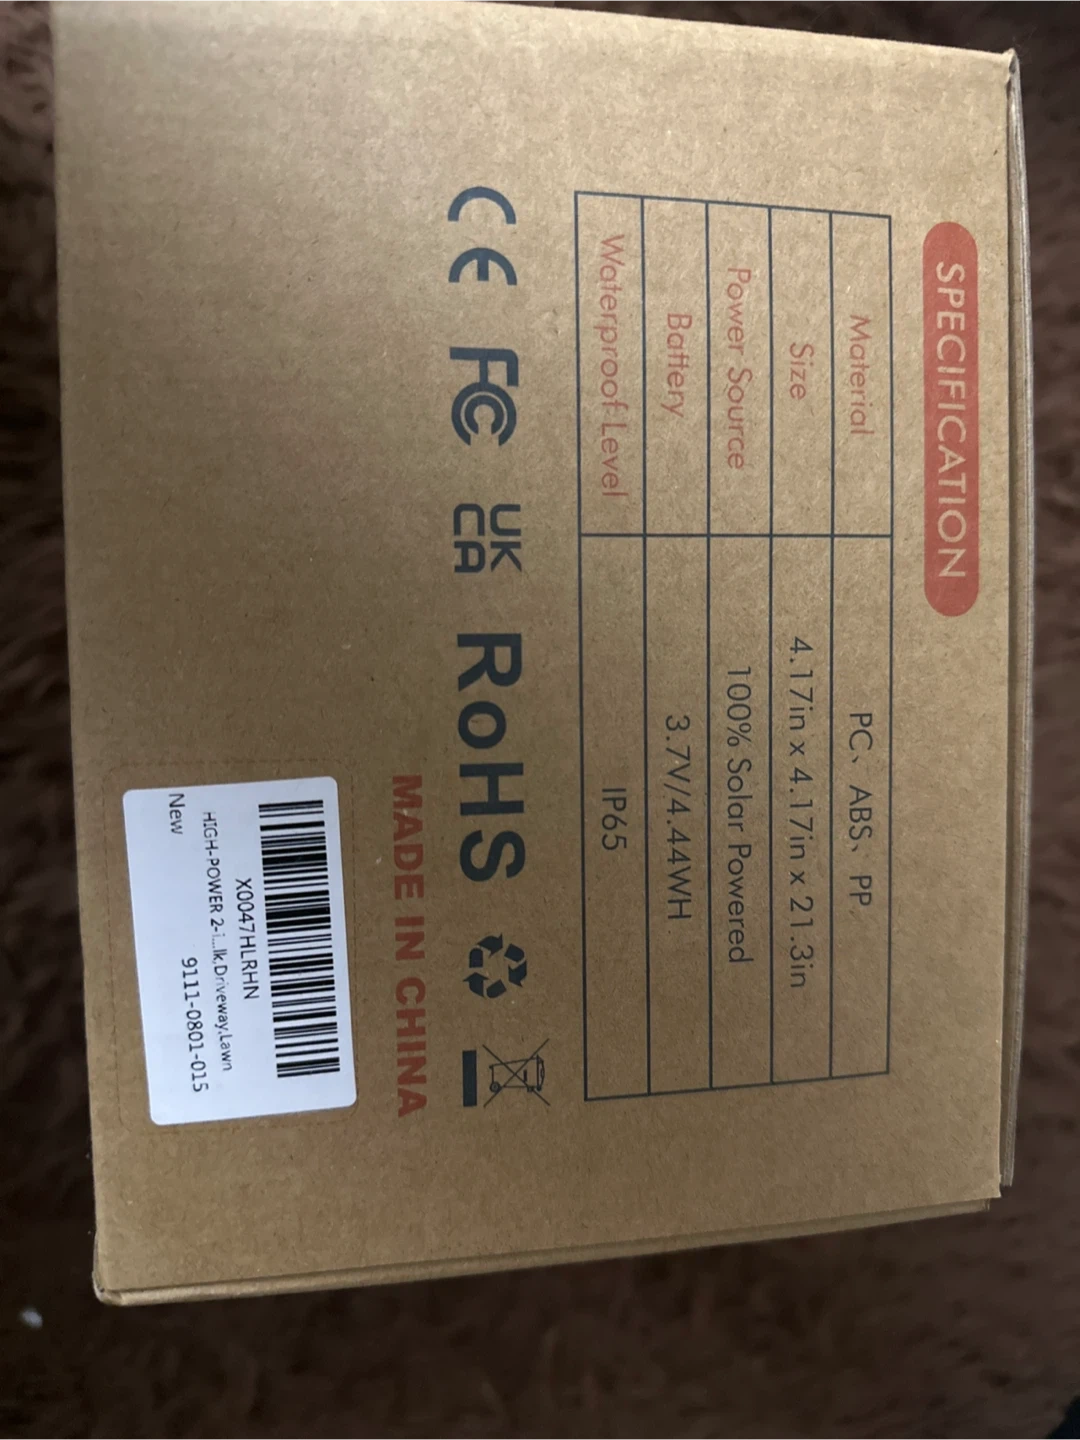 SPECIFICATION
Material PC、ABS、PP
Size 4.17in x 4.17in x 21.3in
Power Source 100% Solar Powered
Battery 3.7V/4.44WH
Waterproof Level IP65
CE FC UK CA RoHS
MADE IN CHINA
X0047HLRHN
HIGH-POWER 2-i...lk,Driveway,Lawn
New 9111-0801-015